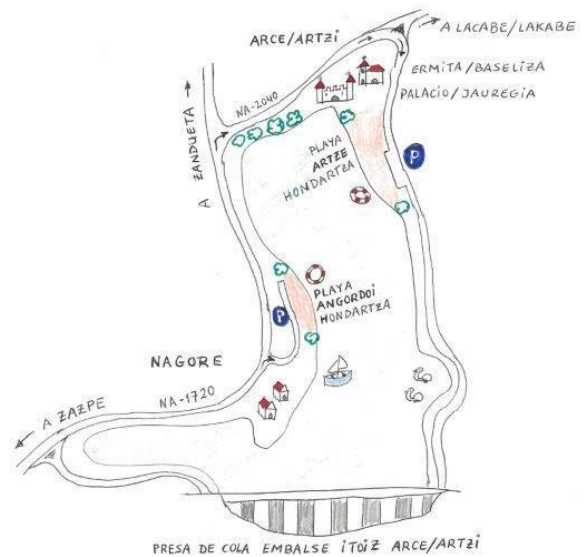 A LACABE/LAKABE
ARCE/ARTZI
ERMITA/BASELIZA
PALACIO/JAUREGIA
NA-2040
A ZANDUETA
P
PLAYA
ARTZE
HONDARTZA
PLAYA
ANGORDOI
HONDARTZA
P
NAGORE
NA-1720
A ZAZPE
PRESA DE COLA EMBALSE iTOiZ ARCE/ARTZi